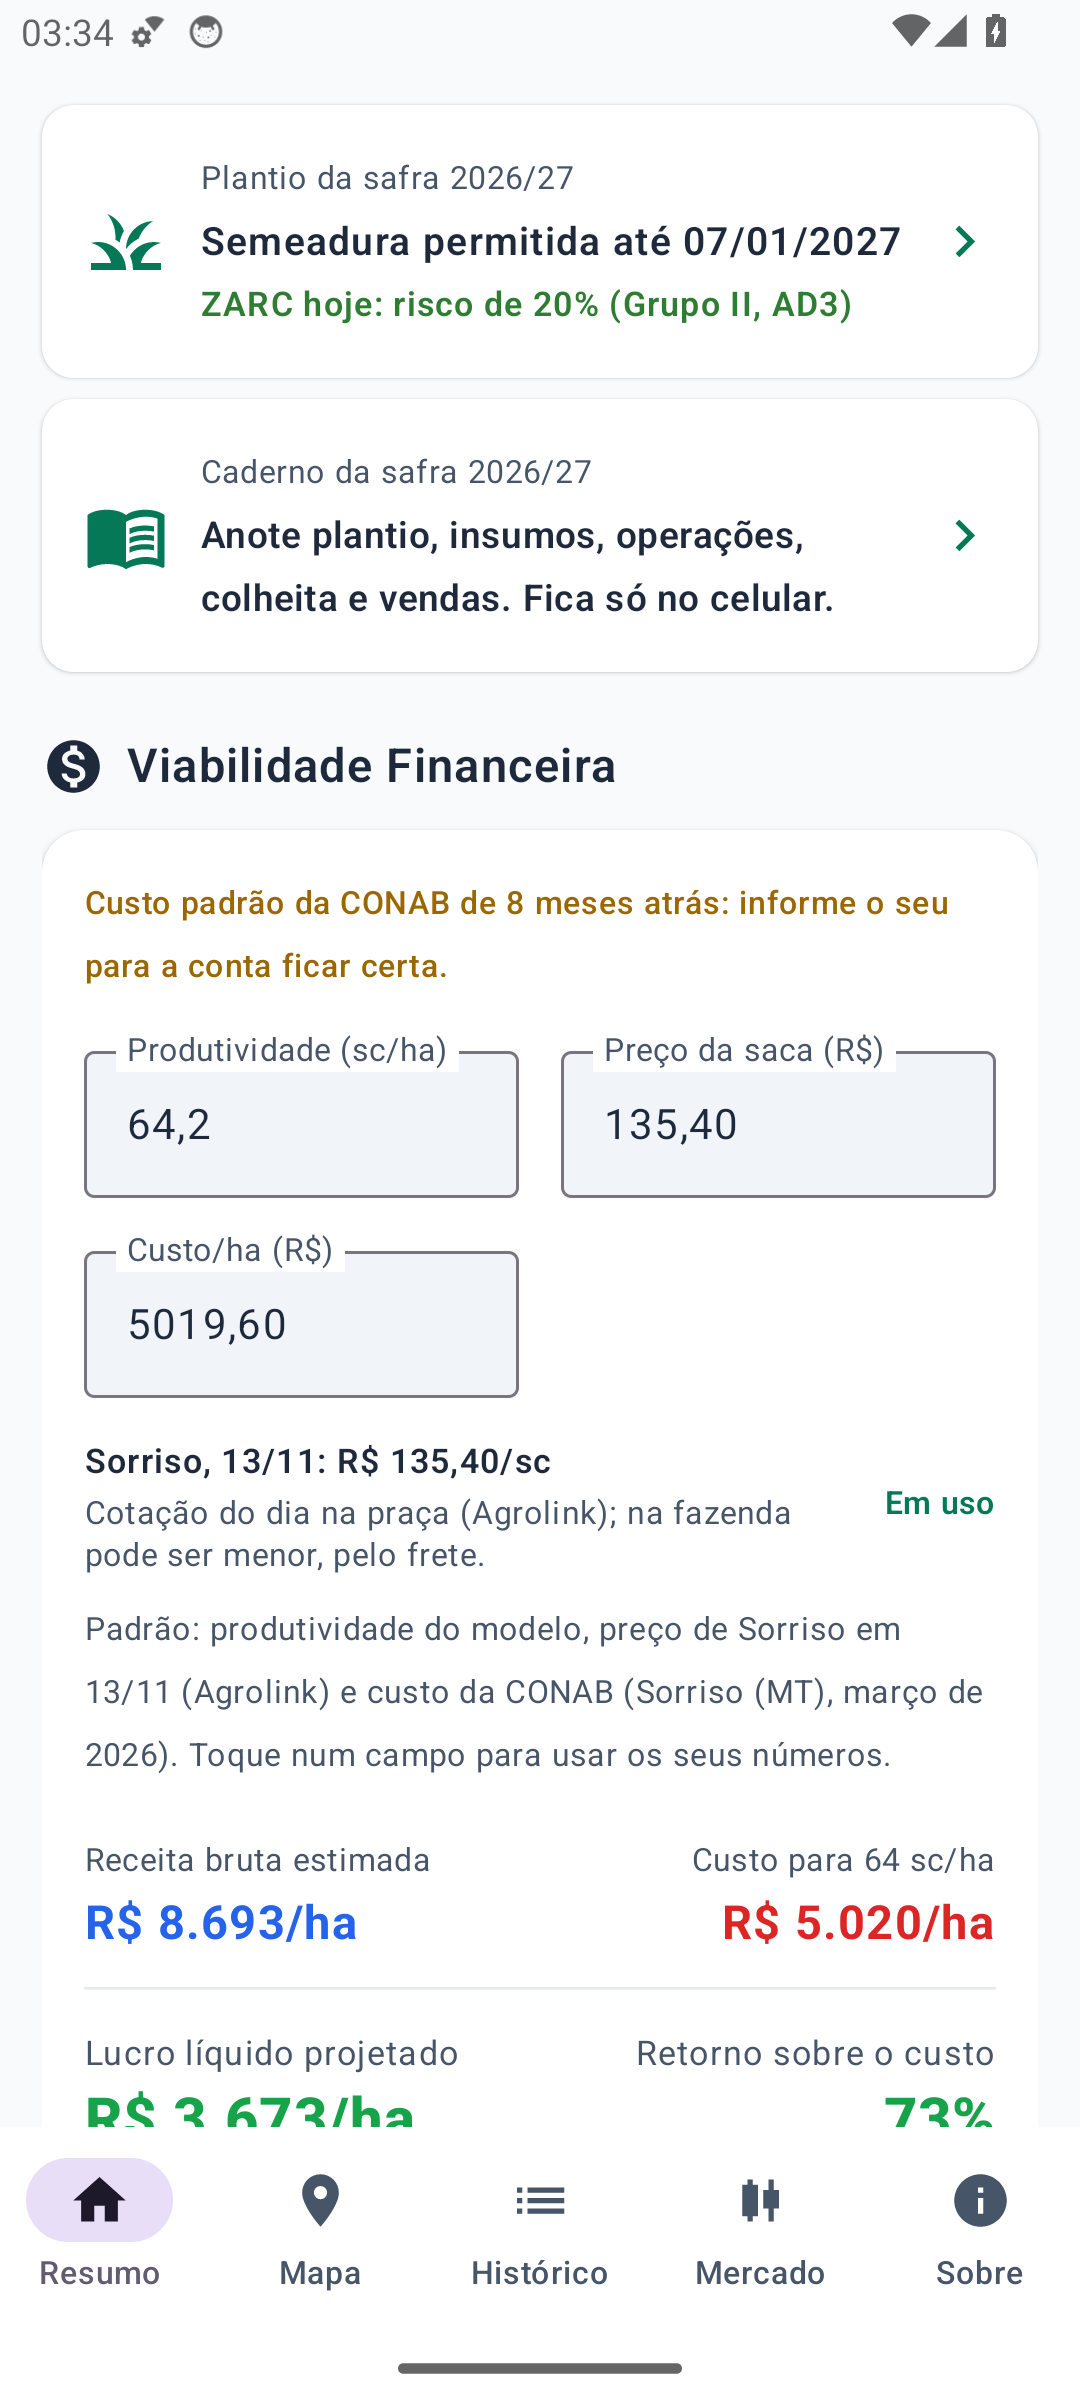 03:34
Plantio da safra 2026/27
Semeadura permitida até 07/01/2027
ZARC hoje: risco de 20% (Grupo II, AD3)
Caderno da safra 2026/27
Anote plantio, insumos, operações,
colheita e vendas. Fica só no celular.
Viabilidade Financeira
Custo padrão da CONAB de 8 meses atrás: informe o seu
para a conta ficar certa.
Produtividade (sc/ha)
64,2
Preço da saca (R$)
135,40
Custo/ha (R$)
5019,60
Sorriso, 13/11: R$ 135,40/sc
Cotação do dia na praça (Agrolink); na fazenda
pode ser menor, pelo frete.
Em uso
Padrão: produtividade do modelo, preço de Sorriso em
13/11 (Agrolink) e custo da CONAB (Sorriso (MT), março de
2026). Toque num campo para usar os seus números.
Receita bruta estimada
R$ 8.693/ha
Custo para 64 sc/ha
R$ 5.020/ha
Lucro líquido projetado
R$ 3.673/ha
Retorno sobre o custo
73%
Resumo
Mapa
Histórico
Mercado
Sobre